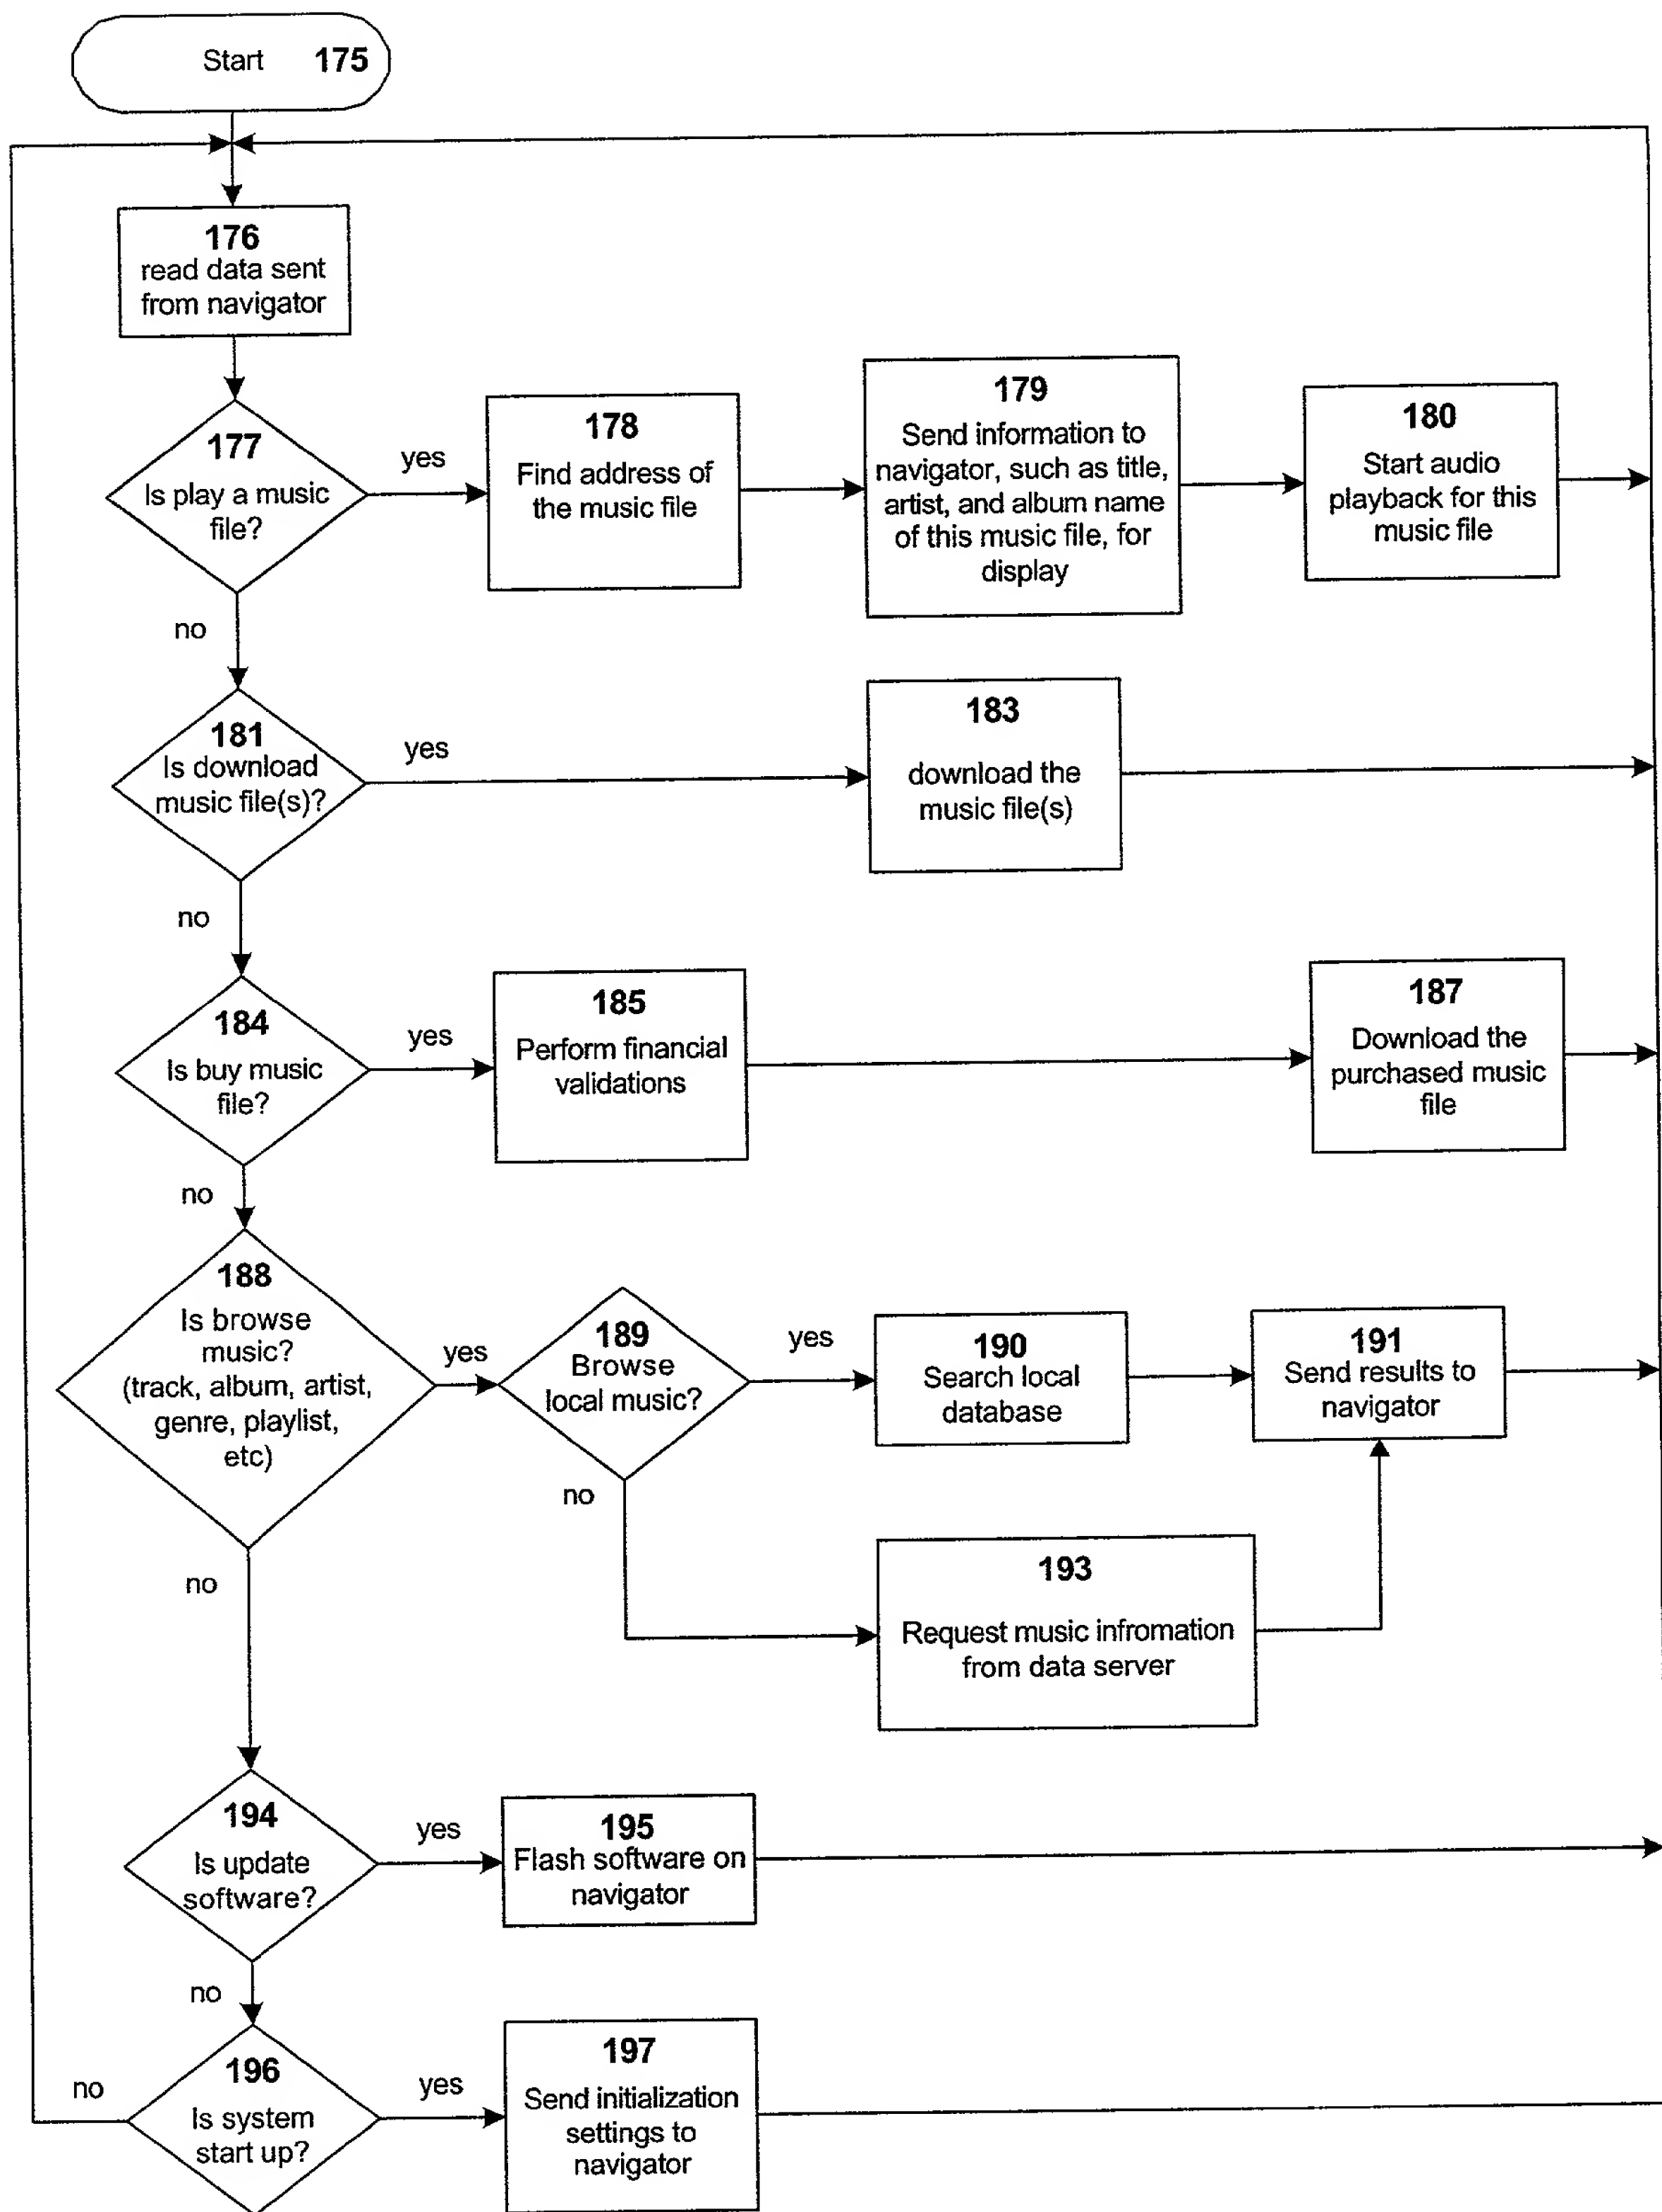 Start 175
176
read data sent
from navigator
177
Is play a music
file?
yes
no
178
Find address of
the music file
179
Send information to
navigator, such as title,
artist, and album name
of this music file, for
display
180
Start audio
playback for this
music file
181
Is download
music file(s)?
yes
no
183
download the
music file(s)
184
Is buy music
file?
yes
no
185
Perform financial
validations
187
Download the
purchased music
file
188
Is browse
music?
(track, album, artist,
genre, playlist,
etc)
yes
no
189
Browse
local music?
yes
no
190
Search local
database
191
Send results to
navigator
193
Request music infromation
from data server
194
Is update
software?
yes
no
195
Flash software on
navigator
196
Is system
start up?
no
yes
197
Send initialization
settings to
navigator